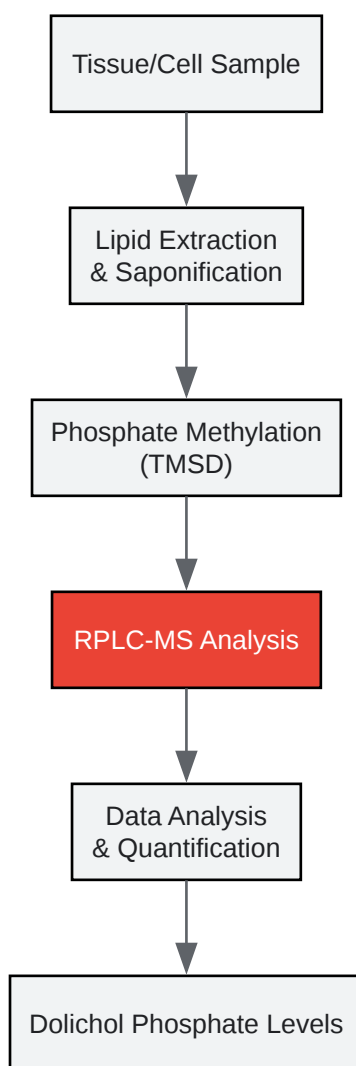 Tissue/Cell Sample
Lipid Extraction
& Saponification
Phosphate Methylation
(TMSD)
RPLC-MS Analysis
Data Analysis
& Quantification
Dolichol Phosphate Levels